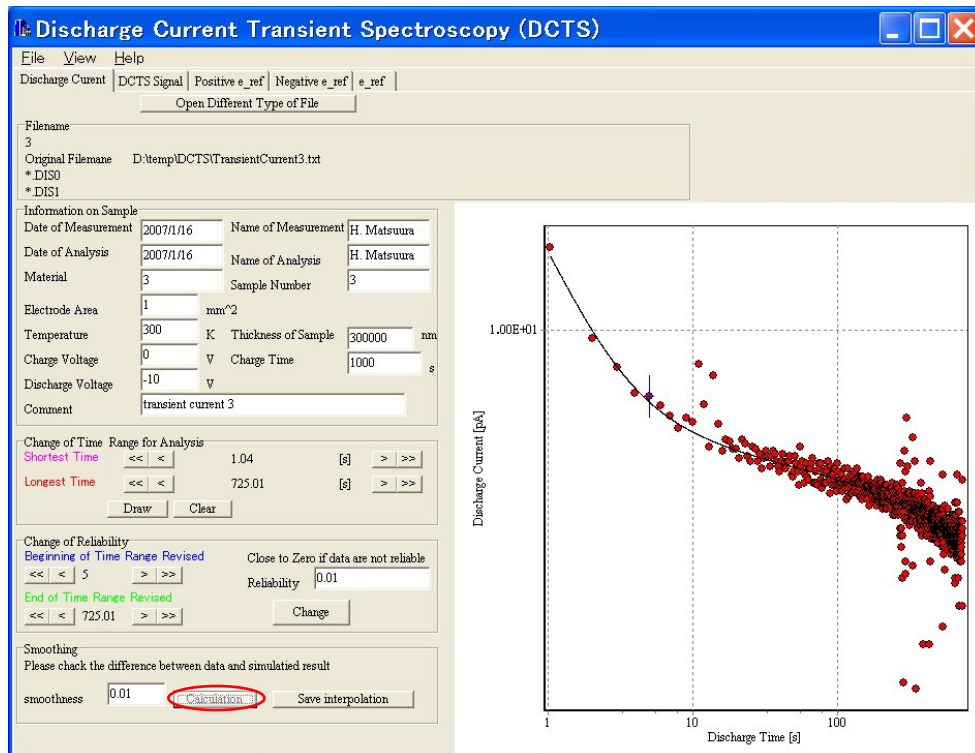 Discharge Current Transient Spectroscopy (DCTS)
File View Help
Discharge Curent DCTS Signal Positive e_ref Negative e_ref e_ref
Open Different Type of File
Filename
3
Original Filemane D:\temp\DCTS\TransientCurrent3.txt
*.DIS0
*.DIS1
Information on Sample
Date of Measurement 2007/1/16 Name of Measurement H. Matsuura
Date of Analysis 2007/1/16 Name of Analysis H. Matsuura
Material 3 Sample Number 3
Electrode Area 1 mm^2
Temperature 300 K Thickness of Sample 300000 nm
Charge Voltage 0 V Charge Time 1000 s
Discharge Voltage -10 V
Comment transient current 3
Change of Time Range for Analysis
Shortest Time << < 1.04 [s] > >>
Longest Time << < 725.01 [s] > >>
Draw Clear
Change of Reliability
Beginning of Time Range Revised Close to Zero if data are not reliable
<< < 5 > >> Reliability 0.01
End of Time Range Revised
<< < 725.01 > >> Change
Smoothing
Please chack the difference between data and simulatied result
smoothness 0.01 Calculation Save interpolation
1.00E+01
Discharge Current [pA]
1 10 100
Discharge Time [s]